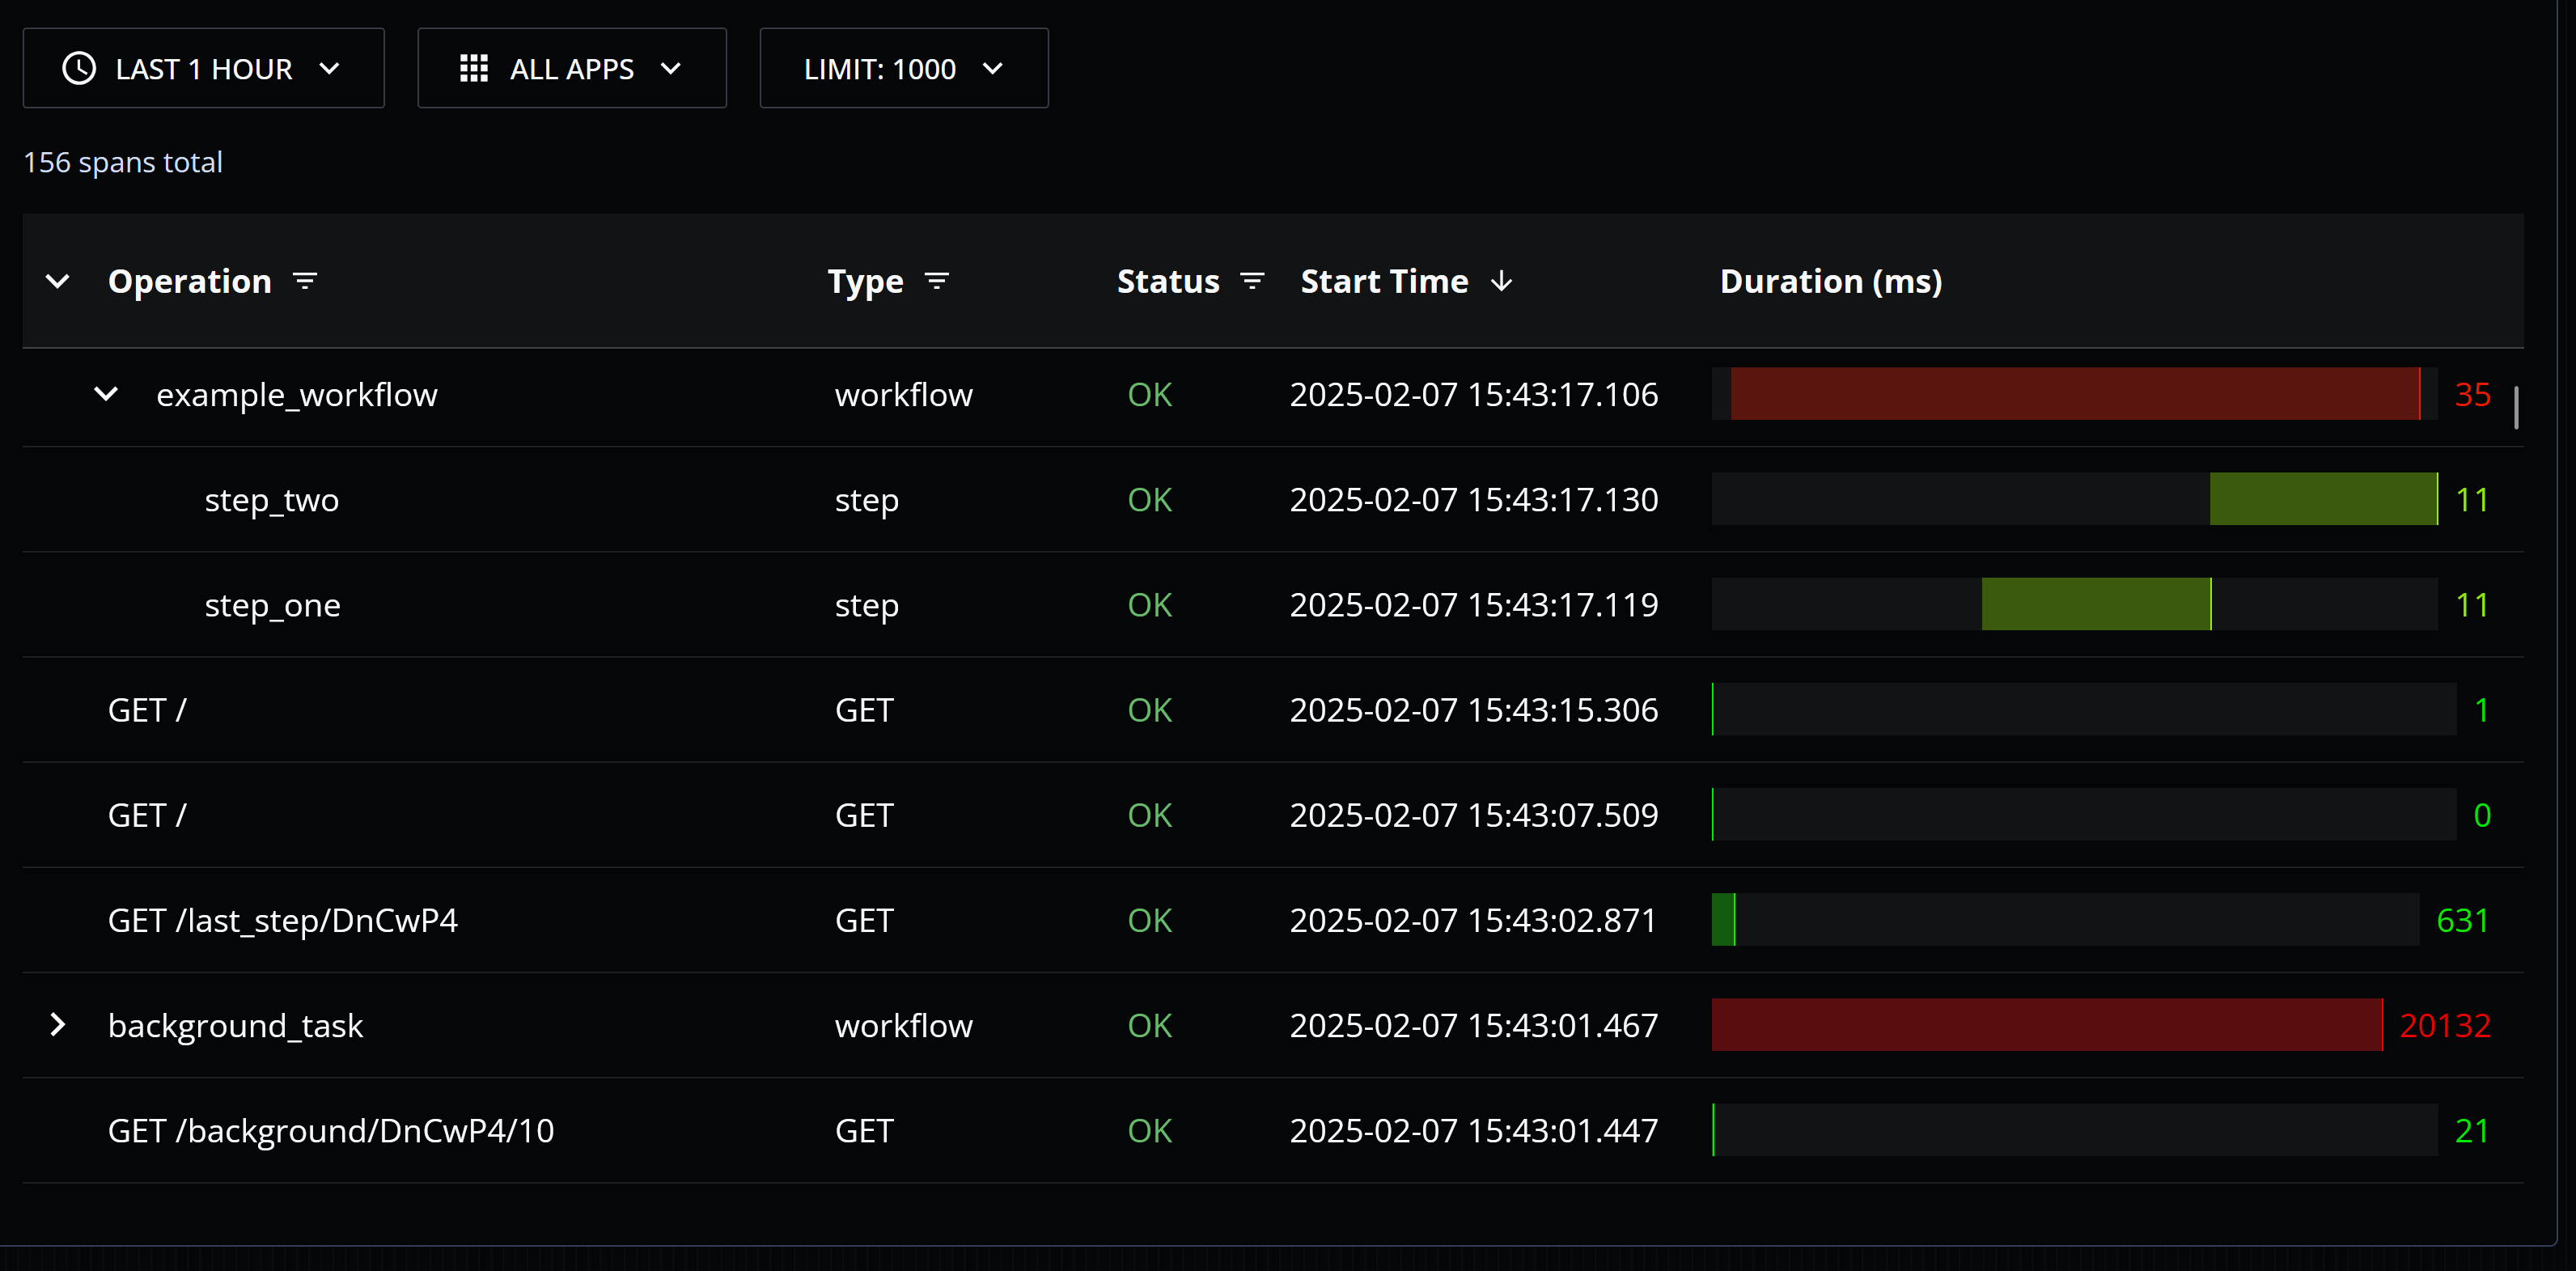 LAST 1 HOUR ALL APPS LIMIT: 1000
156 spans total
Operation Type Status Start Time Duration (ms)
example_workflow workflow OK 2025-02-07 15:43:17.106 35
step_two step OK 2025-02-07 15:43:17.130 11
step_one step OK 2025-02-07 15:43:17.119 11
GET / GET OK 2025-02-07 15:43:15.306 1
GET / GET OK 2025-02-07 15:43:07.509 0
GET /last_step/DnCwP4 GET OK 2025-02-07 15:43:02.871 631
background_task workflow OK 2025-02-07 15:43:01.467 20132
GET /background/DnCwP4/10 GET OK 2025-02-07 15:43:01.447 21